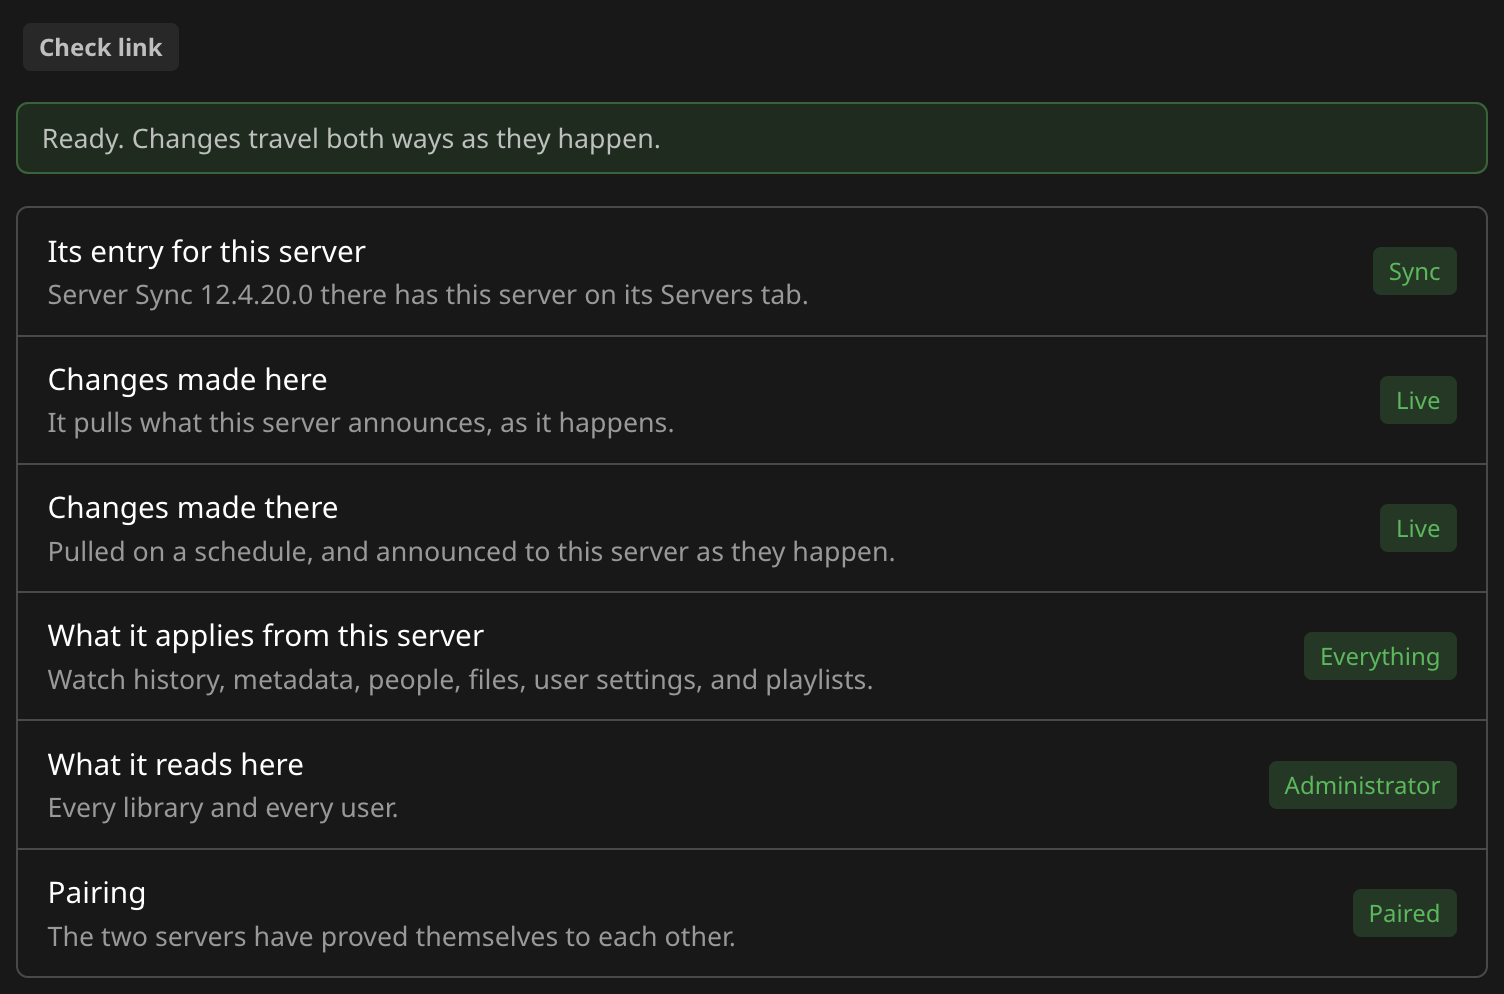 Check link
Ready. Changes travel both ways as they happen.
Its entry for this server
Server Sync 12.4.20.0 there has this server on its Servers tab.
Sync
Changes made here
It pulls what this server announces, as it happens.
Live
Changes made there
Pulled on a schedule, and announced to this server as they happen.
Live
What it applies from this server
Watch history, metadata, people, files, user settings, and playlists.
Everything
What it reads here
Every library and every user.
Administrator
Pairing
The two servers have proved themselves to each other.
Paired